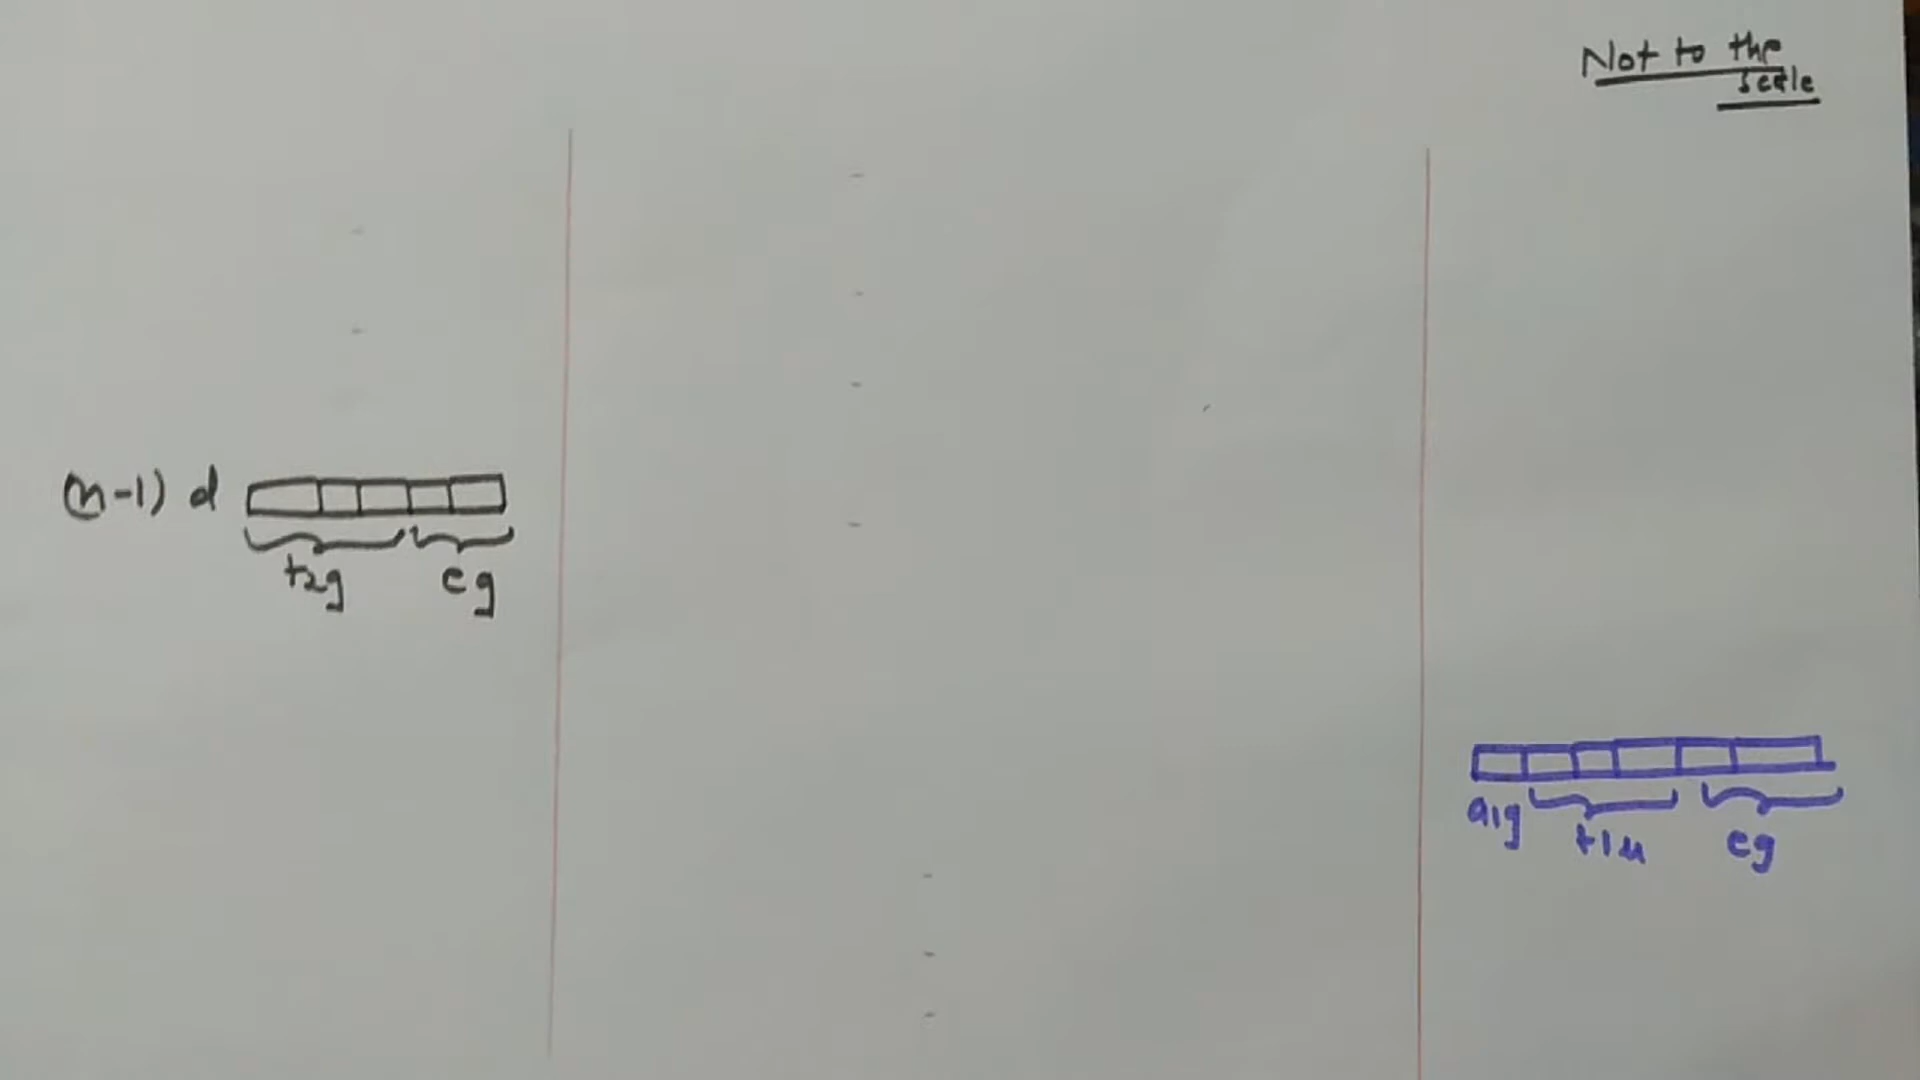 Not to the
scale
(n-1) d
t2g eg
a1g t1u eg